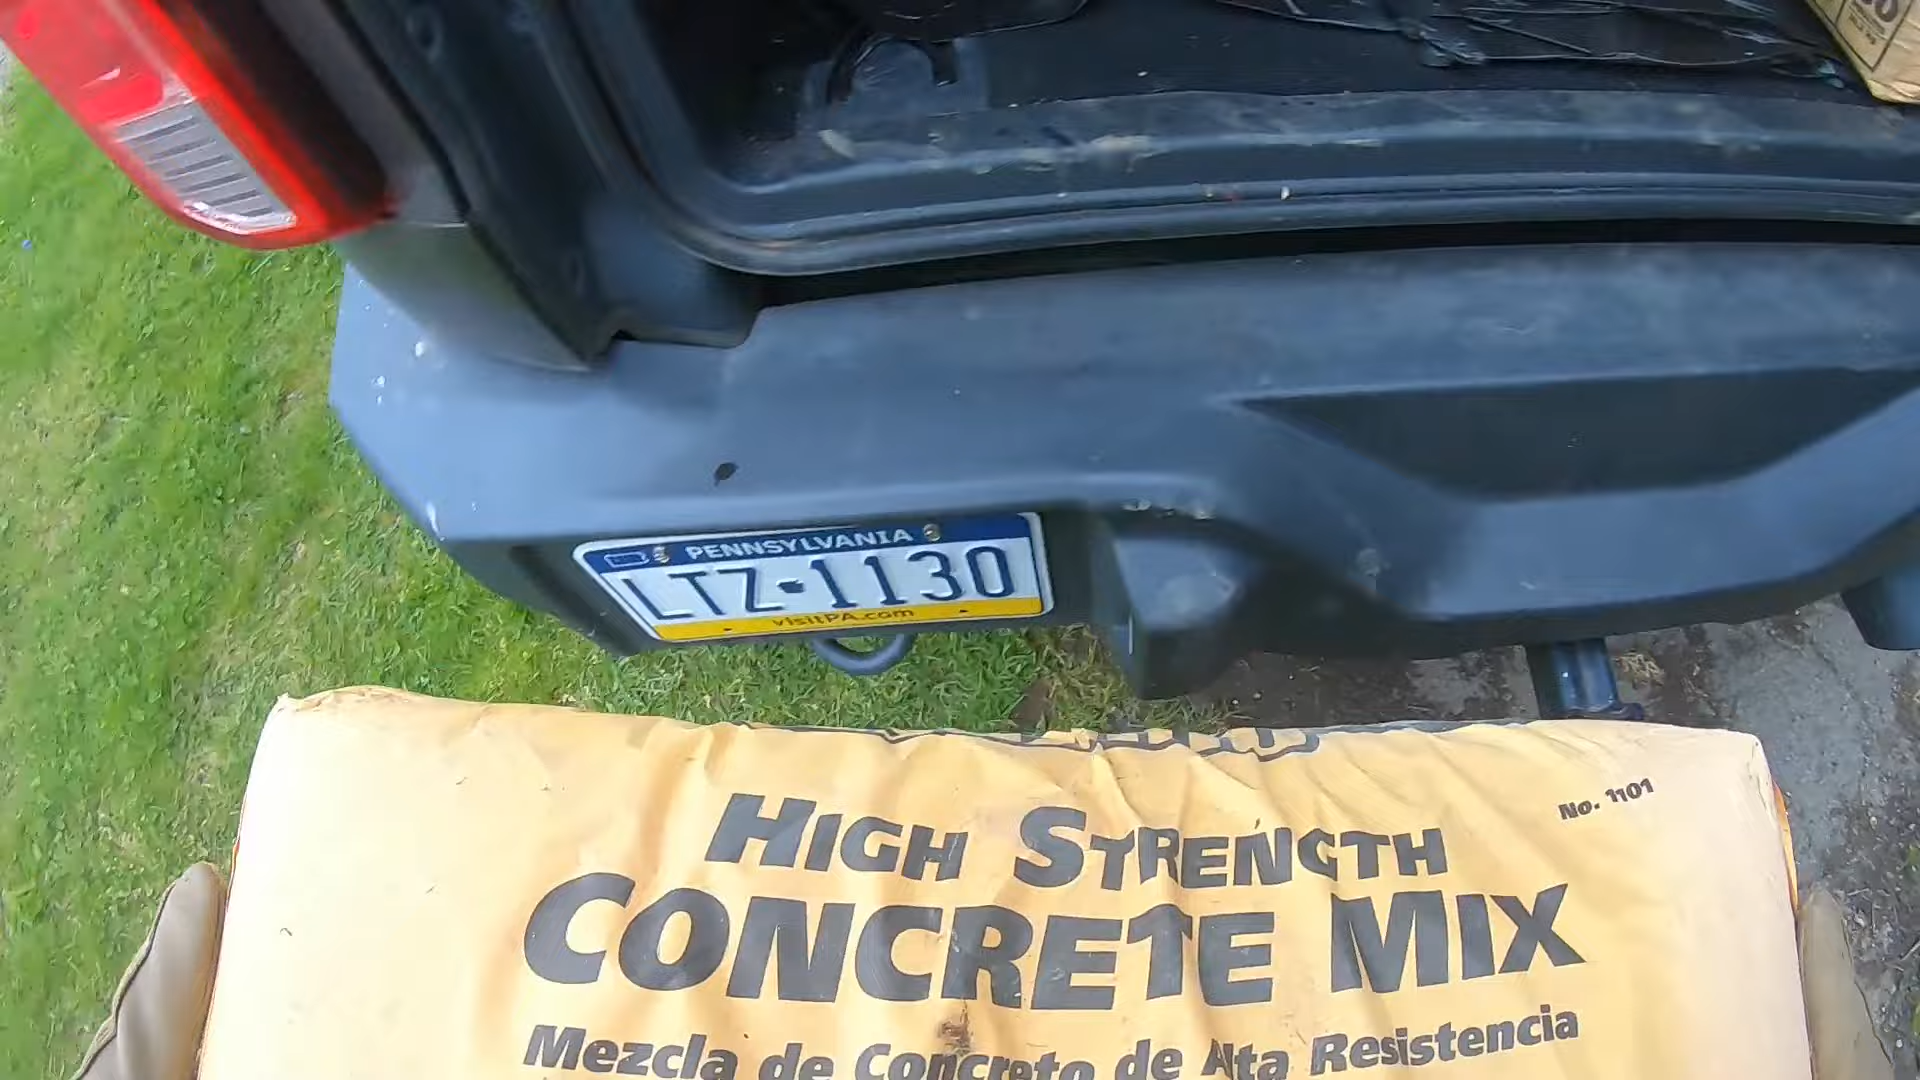 PENNSYLVANIA
LTZ-1130
visitPA.com
No. 1101
HIGH STRENGTH
CONCRETE MIX
Mezcla de Concreto de Alta Resistencia